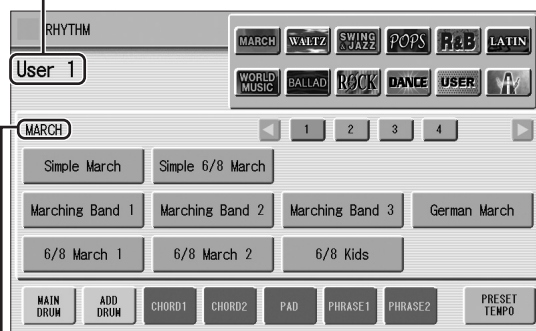 RHYTHM
MARCH WALTZ SWING & JAZZ POPS R&B LATIN
User 1
WORLD MUSIC BALLAD ROCK DANCE USER
MARCH 1 2 3 4
Simple March Simple 6/8 March
Marching Band 1 Marching Band 2 Marching Band 3 German March
6/8 March 1 6/8 March 2 6/8 Kids
MAIN DRUM ADD DRUM CHORD1 CHORD2 PAD PHRASE1 PHRASE2 PRESET TEMPO